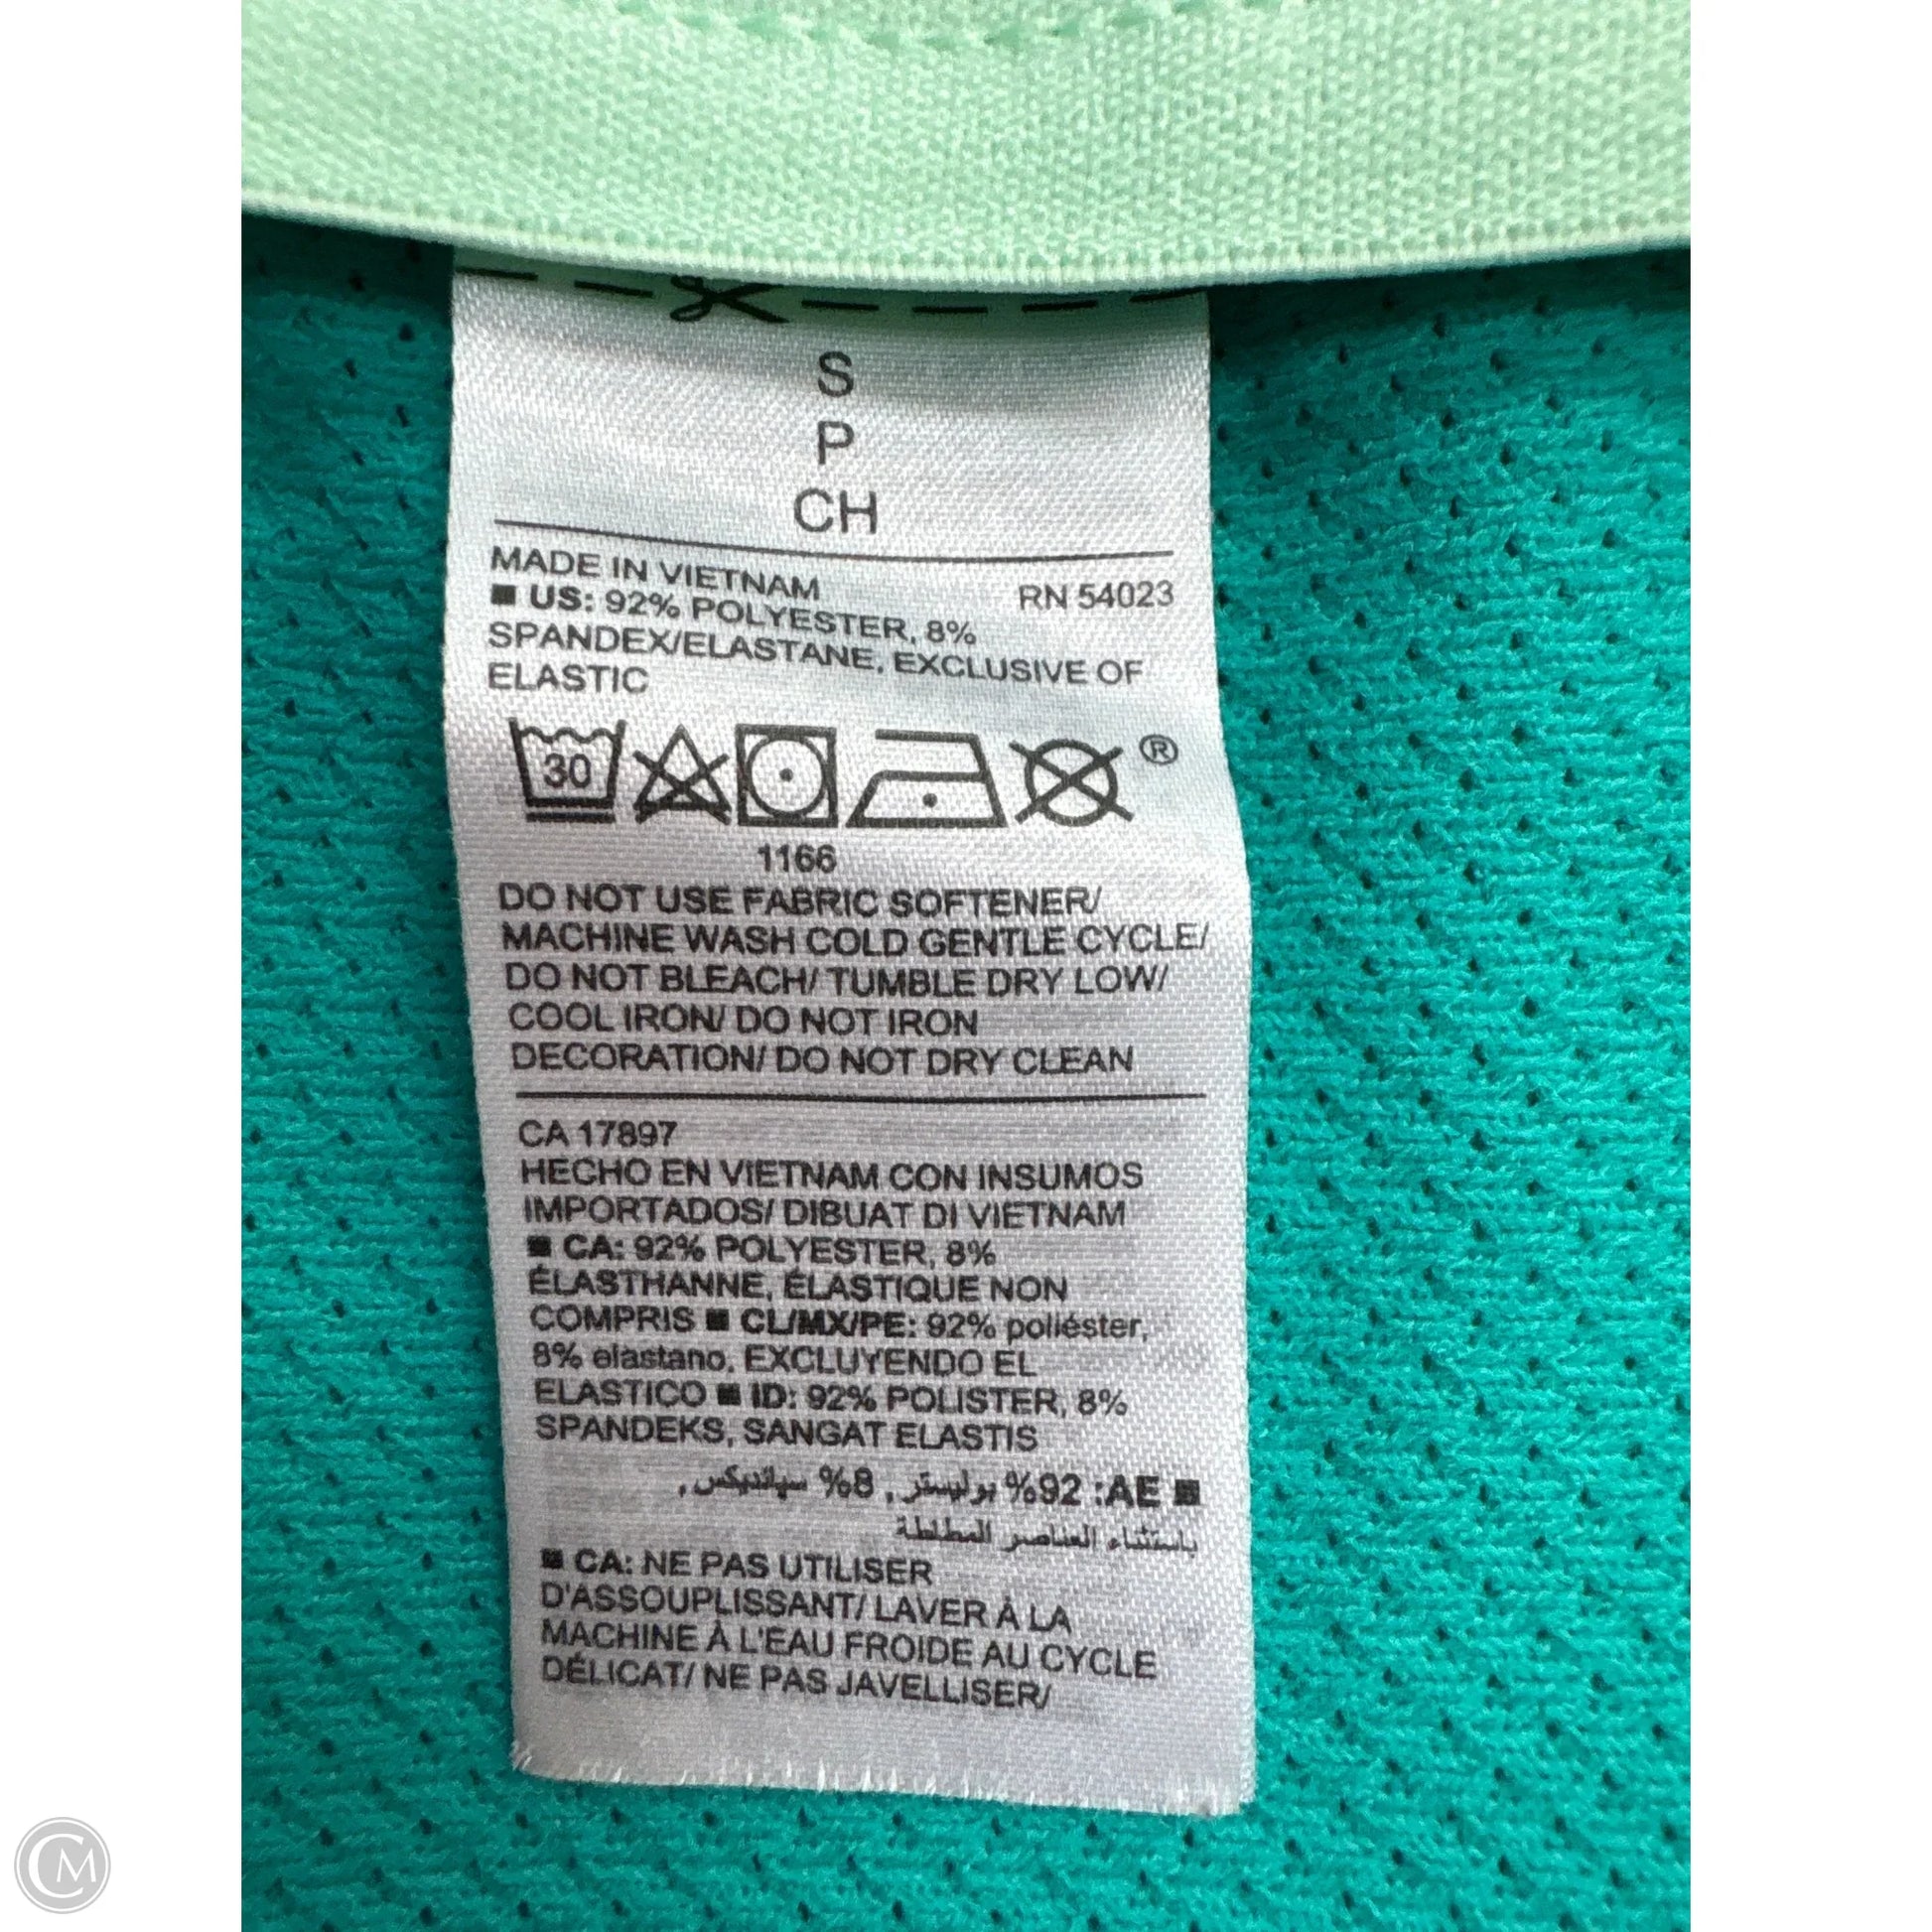 S
P
CH
MADE IN VIETNAM
RN 54023
■ US: 92% POLYESTER, 8%
SPANDEX/ELASTANE, EXCLUSIVE OF
ELASTIC
30
®
1166
DO NOT USE FABRIC SOFTENER/
MACHINE WASH COLD GENTLE CYCLE/
DO NOT BLEACH/ TUMBLE DRY LOW/
COOL IRON/ DO NOT IRON
DECORATION/ DO NOT DRY CLEAN
CA 17897
HECHO EN VIETNAM CON INSUMOS
IMPORTADOS/ DIBUAT DI VIETNAM
■ CA: 92% POLYESTER, 8%
ÉLASTHANNE, ÉLASTIQUE NON
COMPRIS ■ CL/MX/PE: 92% poliéster,
8% elastano. EXCLUYENDO EL
ELASTICO ■ ID: 92% POLISTER, 8%
SPANDEKS, SANGAT ELASTIS
■ AE: 92% بوليستر , 8% سپانديكس ,
باستثناء العناصر المطاطة
■ CA: NE PAS UTILISER
D'ASSOUPLISSANT/ LAVER À LA
MACHINE À L'EAU FROIDE AU CYCLE
DÉLICAT/ NE PAS JAVELLISER/
CM